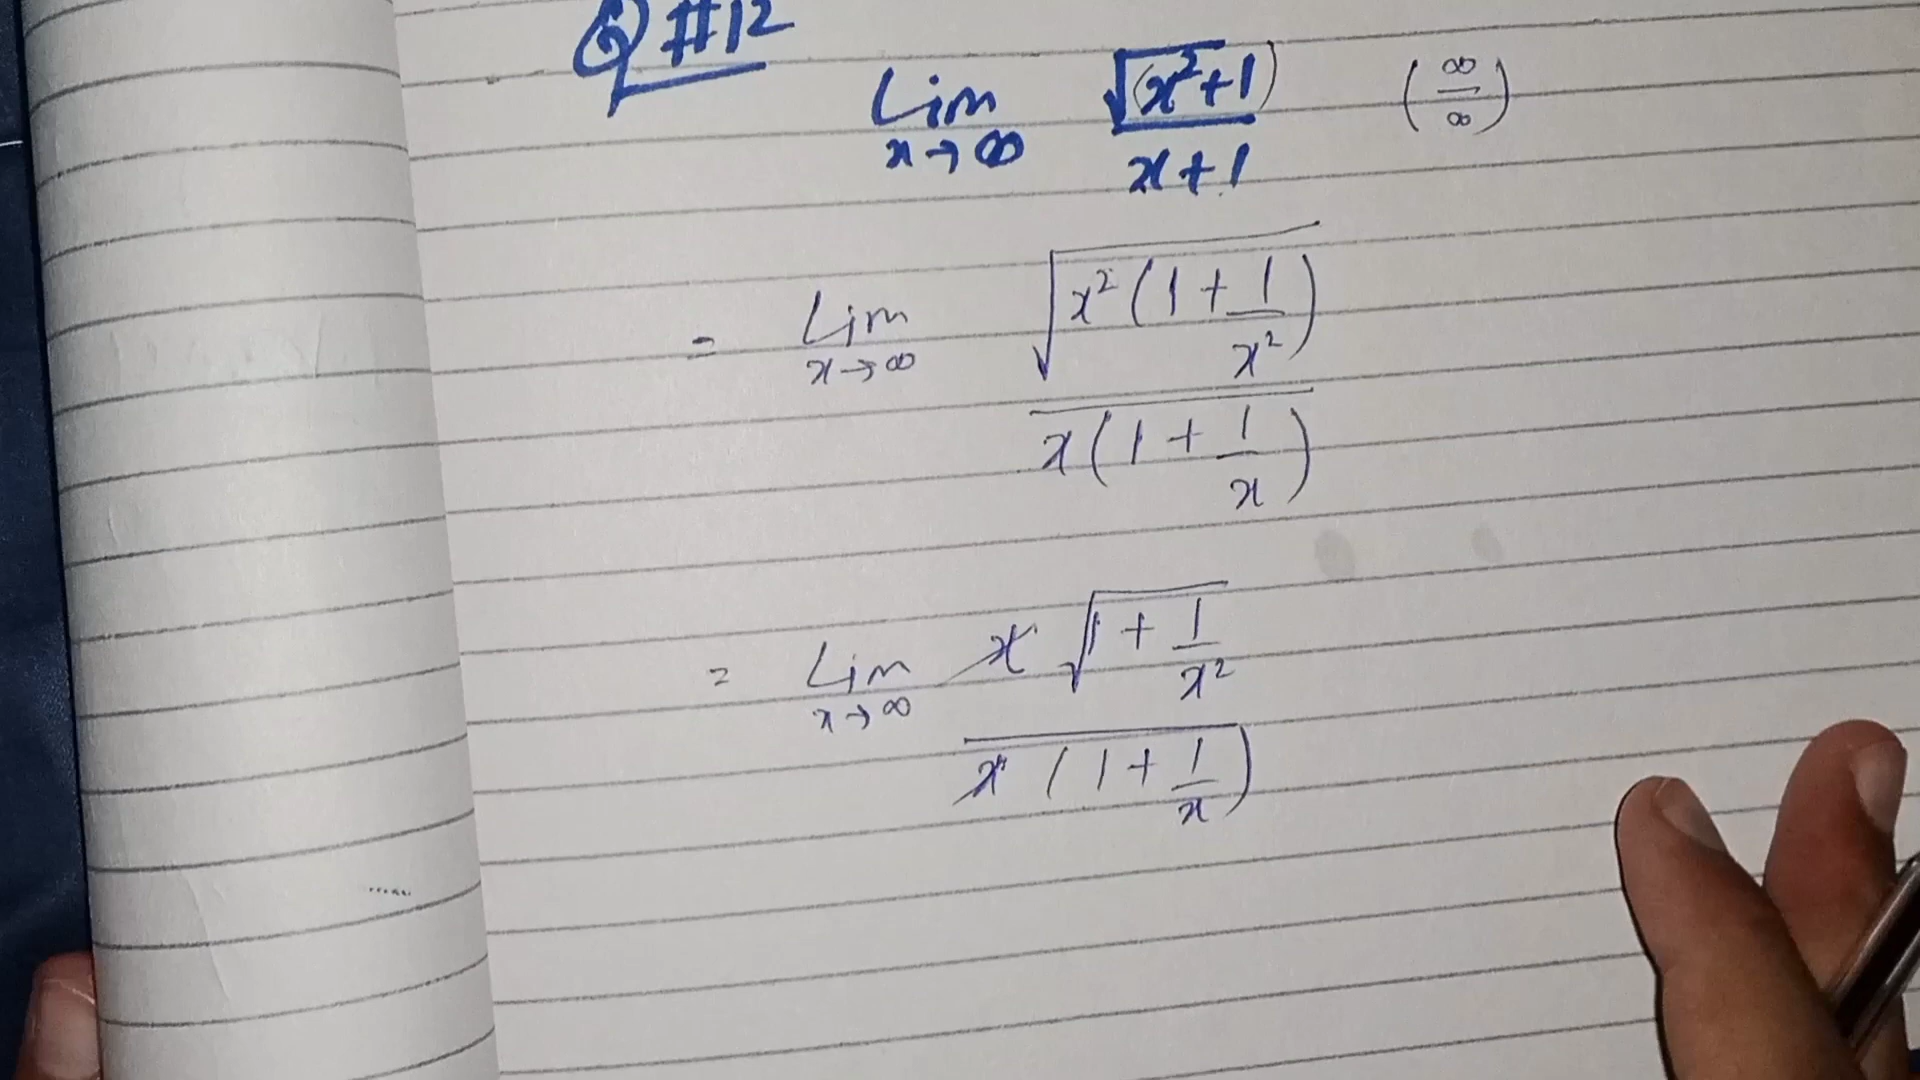 Q #12
Lim x→∞ √(x²+1) / x+1 (∞/∞)
= Lim x→∞ √x²(1+1/x²) / x(1+1/x)
= Lim x→∞ x √1+1/x² / x (1+1/x)